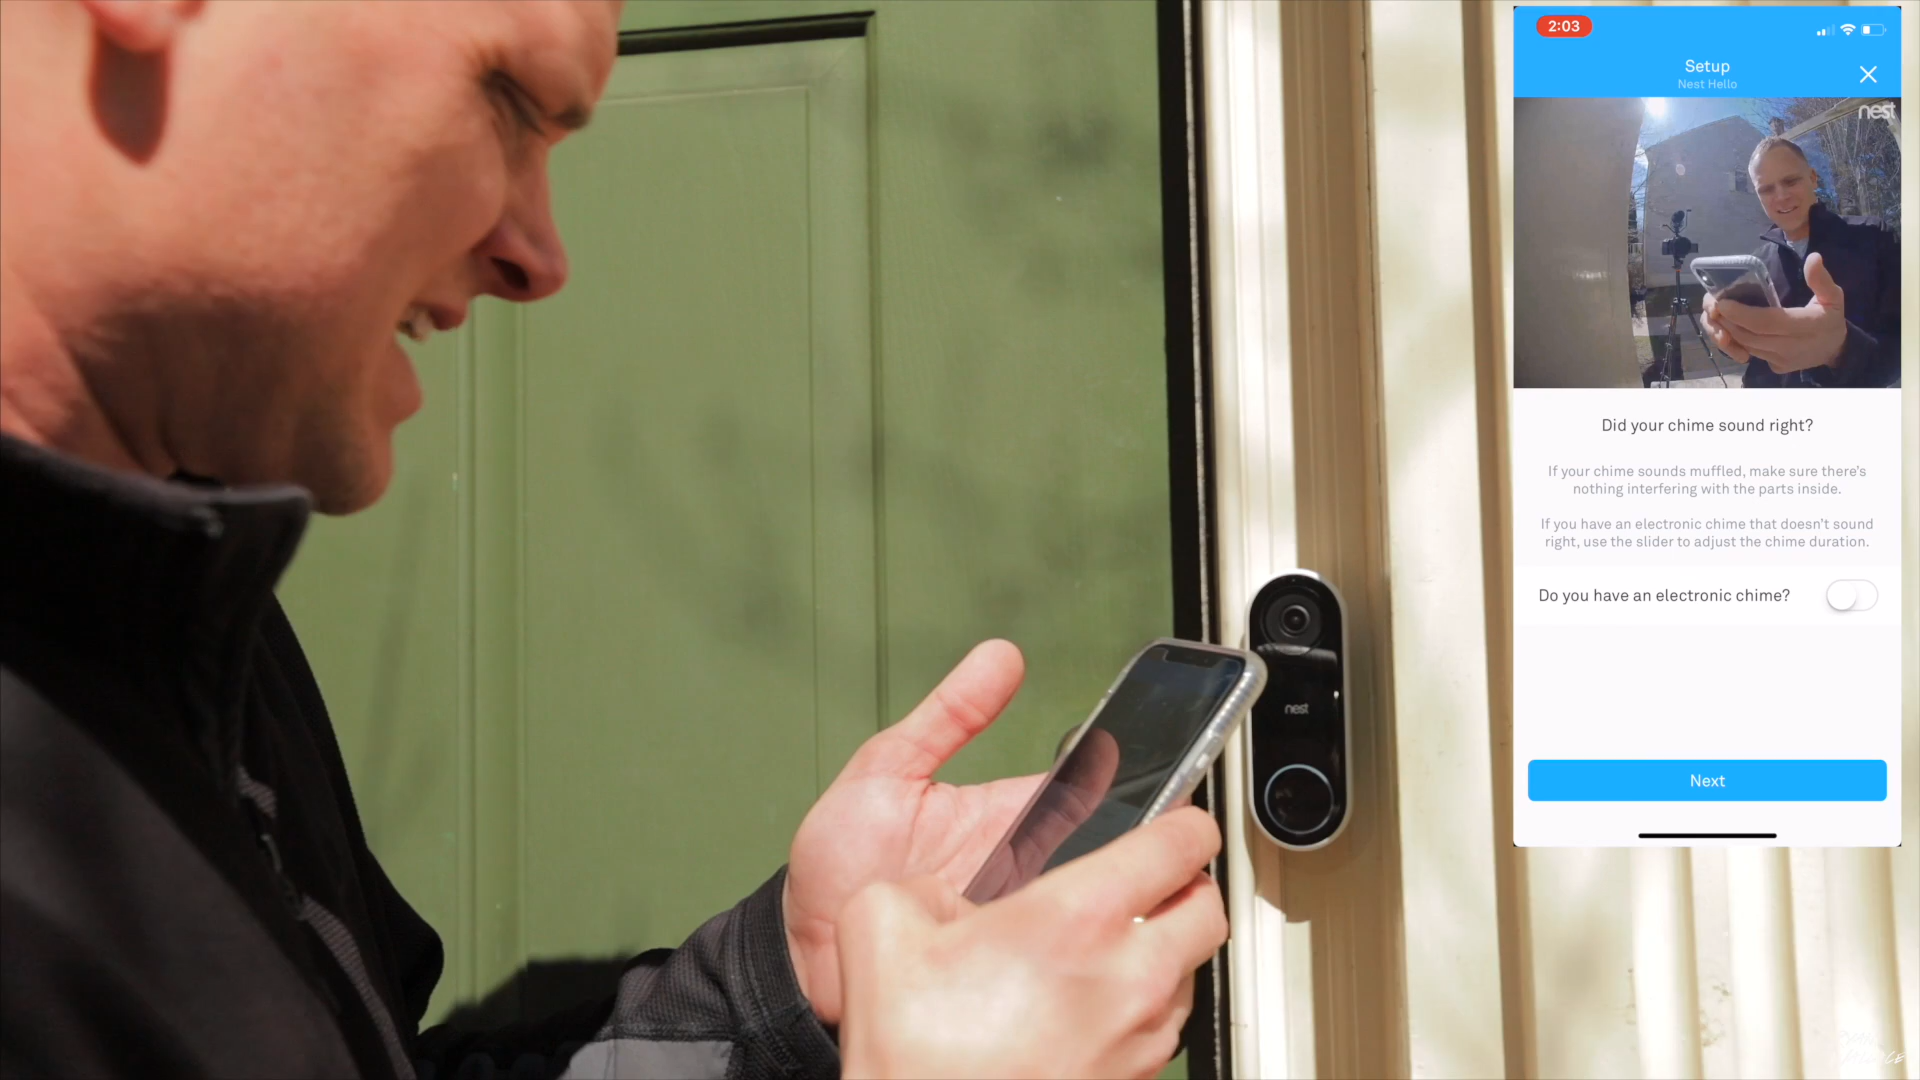 2:03
Setup
Nest Hello
nest
Did your chime sound right?
If your chime sounds muffled, make sure there's
nothing interfering with the parts inside.
If you have an electronic chime that doesn't sound
right, use the slider to adjust the chime duration.
Do you have an electronic chime?
nest
Next